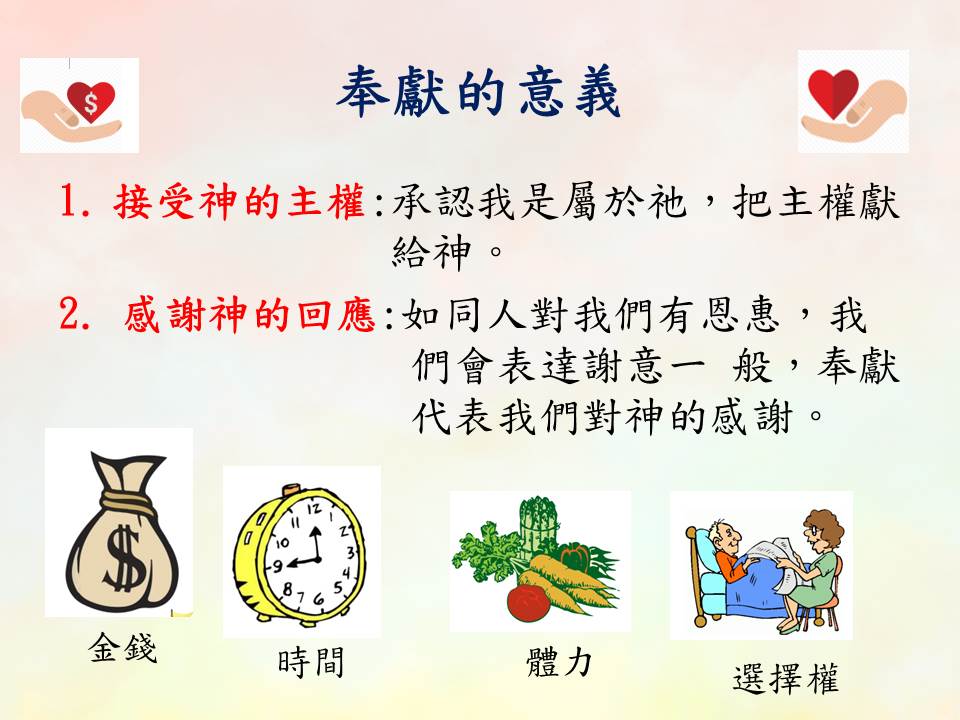 $
奉獻的意義
1. 接受神的主權:承認我是屬於祂，把主權獻
給神。
2. 感謝神的回應:如同人對我們有恩惠，我
們會表達謝意一 般，奉獻
代表我們對神的感謝。
$
11 12 1
10 2
9 3
8 4
7 6 5
金錢
時間
體力
選擇權